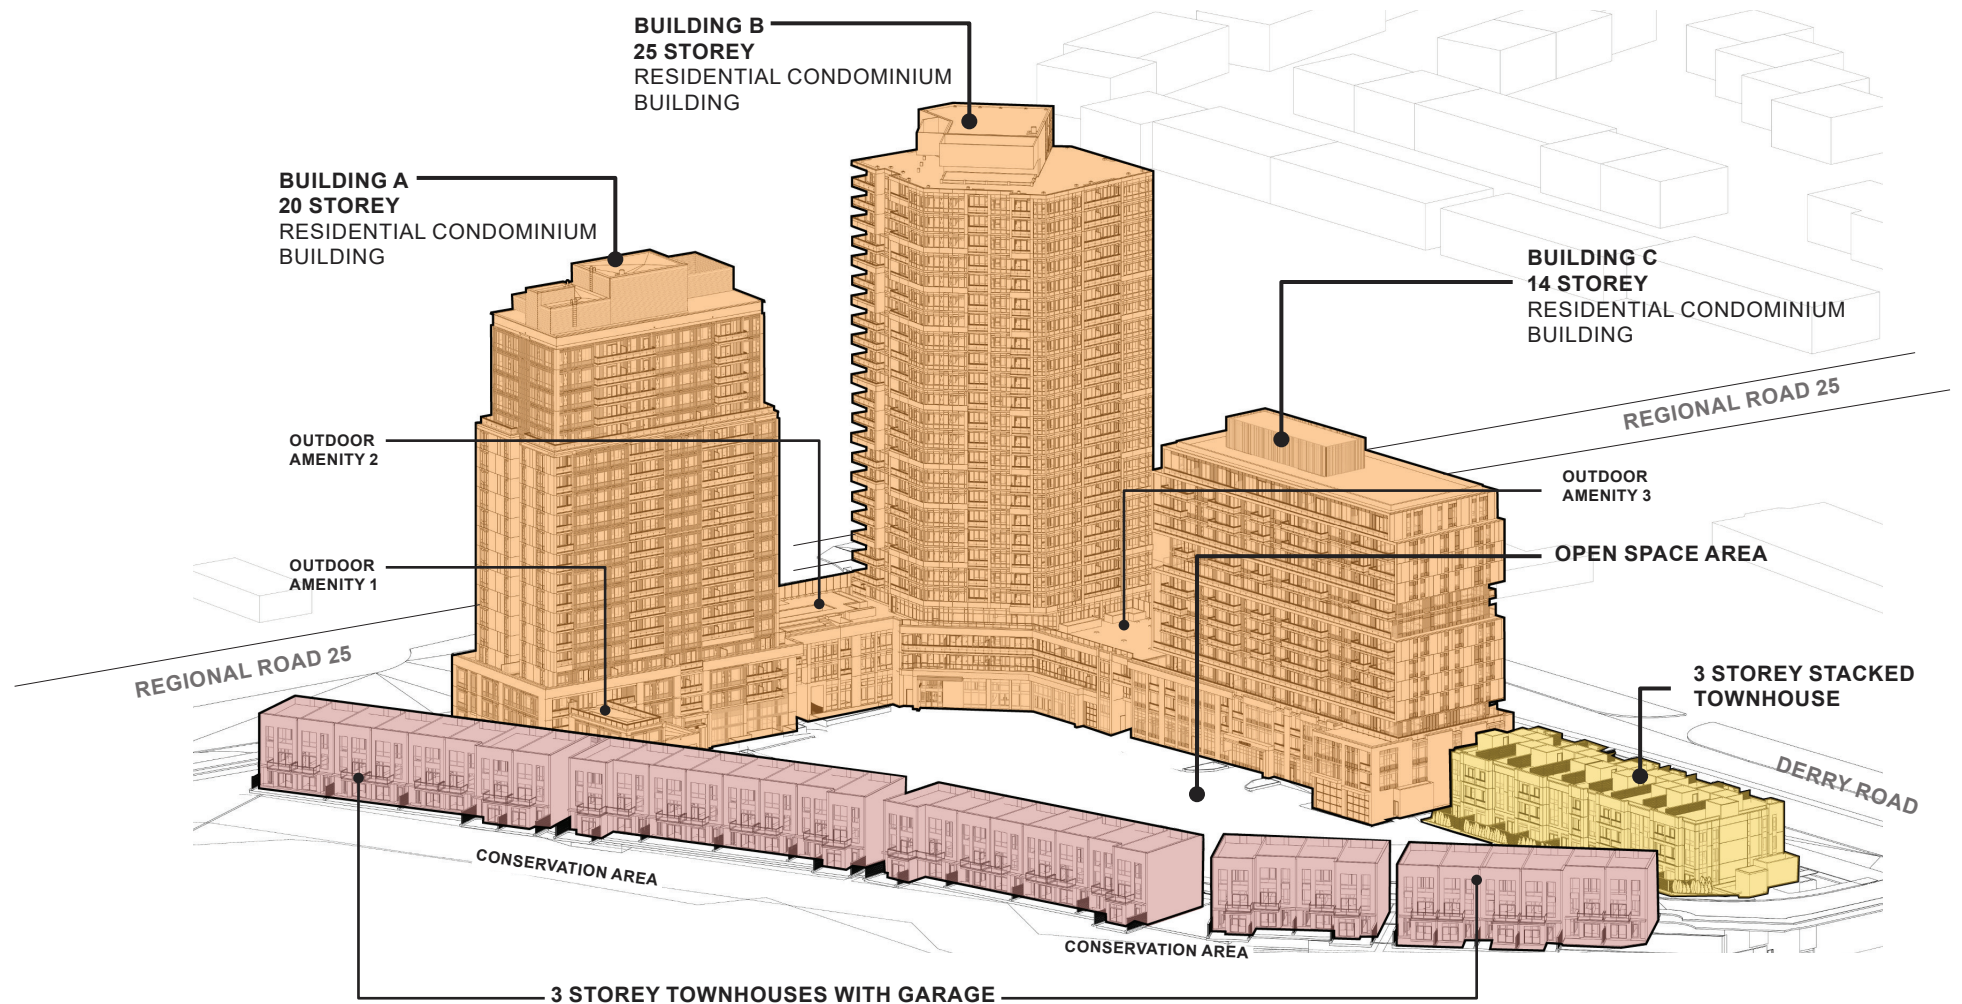 BUILDING B
25 STOREY
RESIDENTIAL CONDOMINIUM
BUILDING
BUILDING A
20 STOREY
RESIDENTIAL CONDOMINIUM
BUILDING
BUILDING C
14 STOREY
RESIDENTIAL CONDOMINIUM
BUILDING
REGIONAL ROAD 25
OUTDOOR
AMENITY 2
OUTDOOR
AMENITY 3
OPEN SPACE AREA
OUTDOOR
AMENITY 1
REGIONAL ROAD 25
3 STOREY STACKED
TOWNHOUSE
DERRY ROAD
CONSERVATION AREA
CONSERVATION AREA
3 STOREY TOWNHOUSES WITH GARAGE